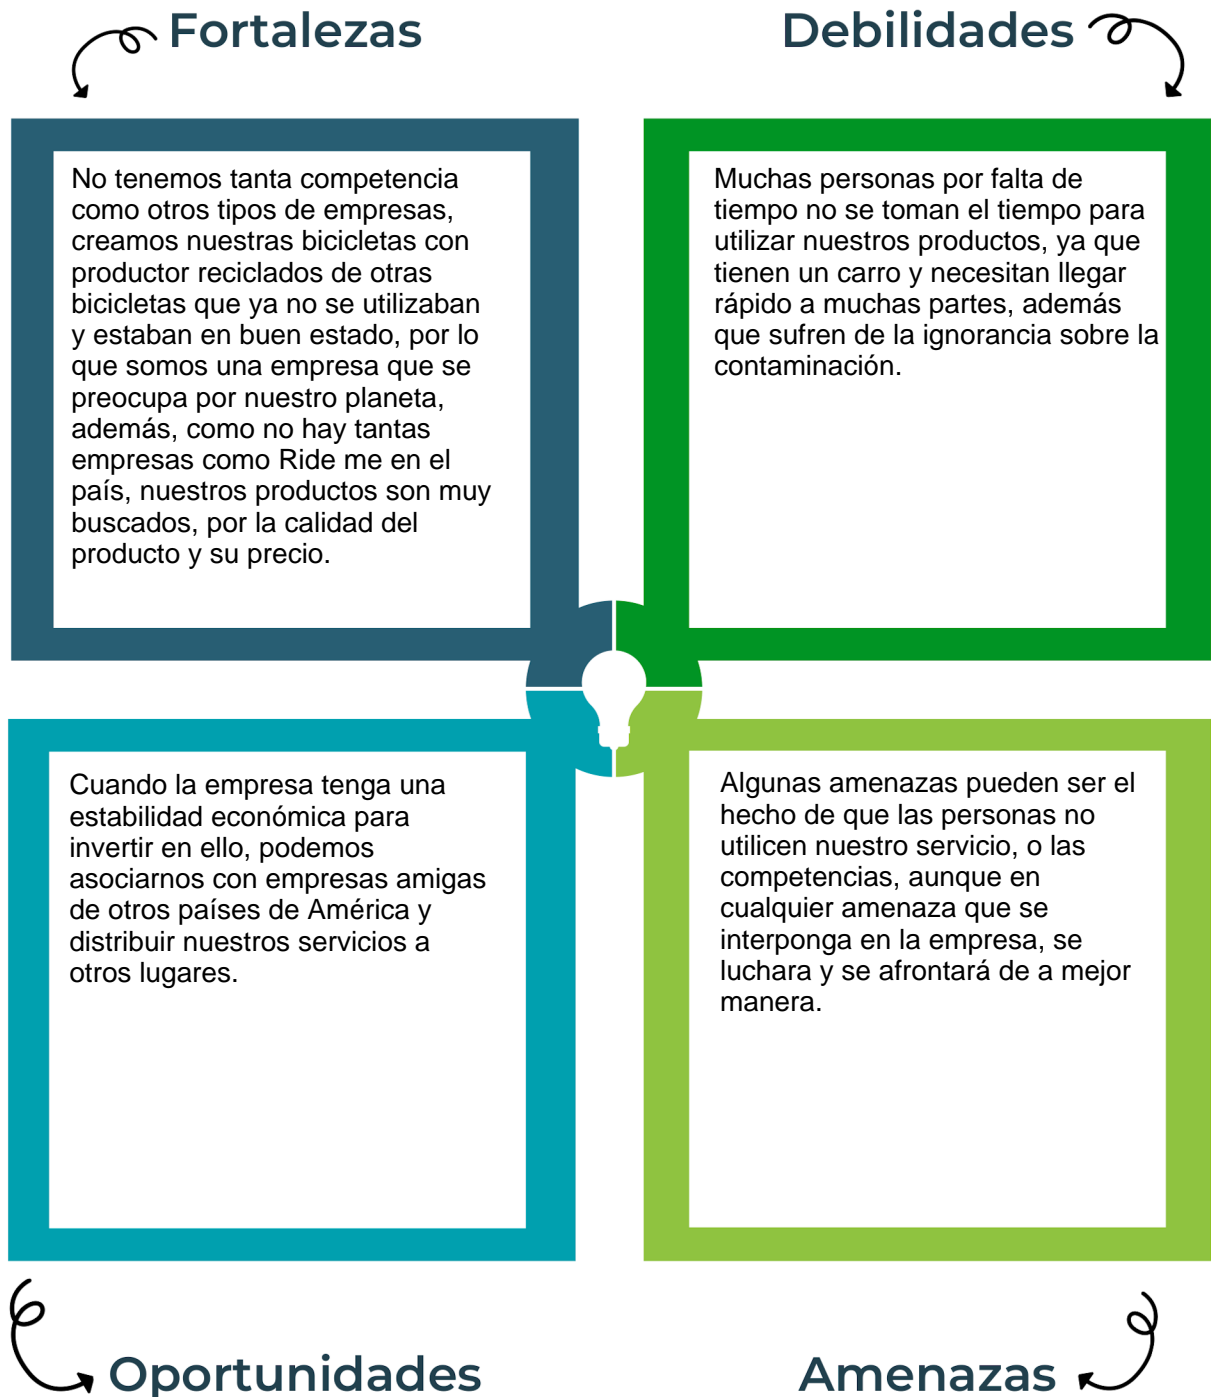 Fortalezas
No tenemos tanta competencia
como otros tipos de empresas,
creamos nuestras bicicletas con
productor reciclados de otras
bicicletas que ya no se utilizaban
y estaban en buen estado, por lo
que somos una empresa que se
preocupa por nuestro planeta,
además, como no hay tantas
empresas como Ride me en el
país, nuestros productos son muy
buscados, por la calidad del
producto y su precio.
Debilidades
Muchas personas por falta de
tiempo no se toman el tiempo para
utilizar nuestros productos, ya que
tienen un carro y necesitan llegar
rápido a muchas partes, además
que sufren de la ignorancia sobre la
contaminación.
Cuando la empresa tenga una
estabilidad económica para
invertir en ello, podemos
asociarnos con empresas amigas
de otros países de América y
distribuir nuestros servicios a
otros lugares.
Oportunidades
Algunas amenazas pueden ser el
hecho de que las personas no
utilicen nuestro servicio, o las
competencias, aunque en
cualquier amenaza que se
interponga en la empresa, se
luchara y se afrontará de a mejor
manera.
Amenazas